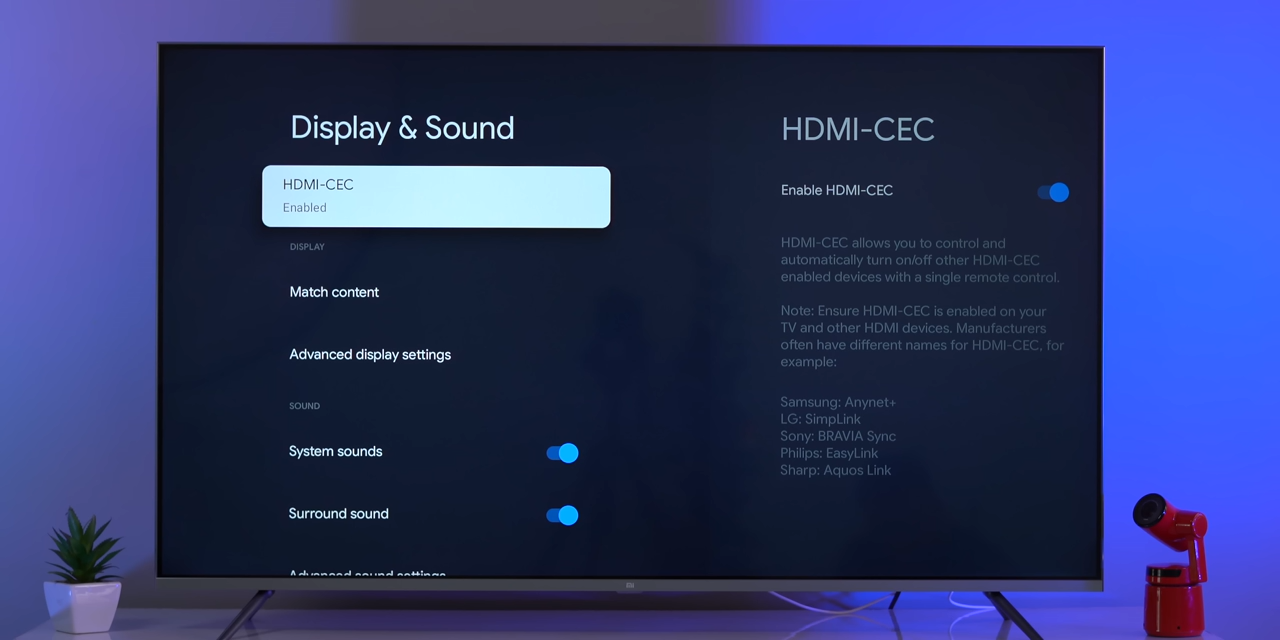 Display & Sound
HDMI-CEC
Enabled
DISPLAY
Match content
Advanced display settings
SOUND
System sounds
Surround sound
Advanced sound settings
HDMI-CEC
Enable HDMI-CEC
HDMI-CEC allows you to control and
automatically turn on/off other HDMI-CEC
enabled devices with a single remote control.
Note: Ensure HDMI-CEC is enabled on your
TV and other HDMI devices. Manufacturers
often have different names for HDMI-CEC, for
example:
Samsung: Anynet+
LG: SimpLink
Sony: BRAVIA Sync
Philips: EasyLink
Sharp: Aquos Link
MI